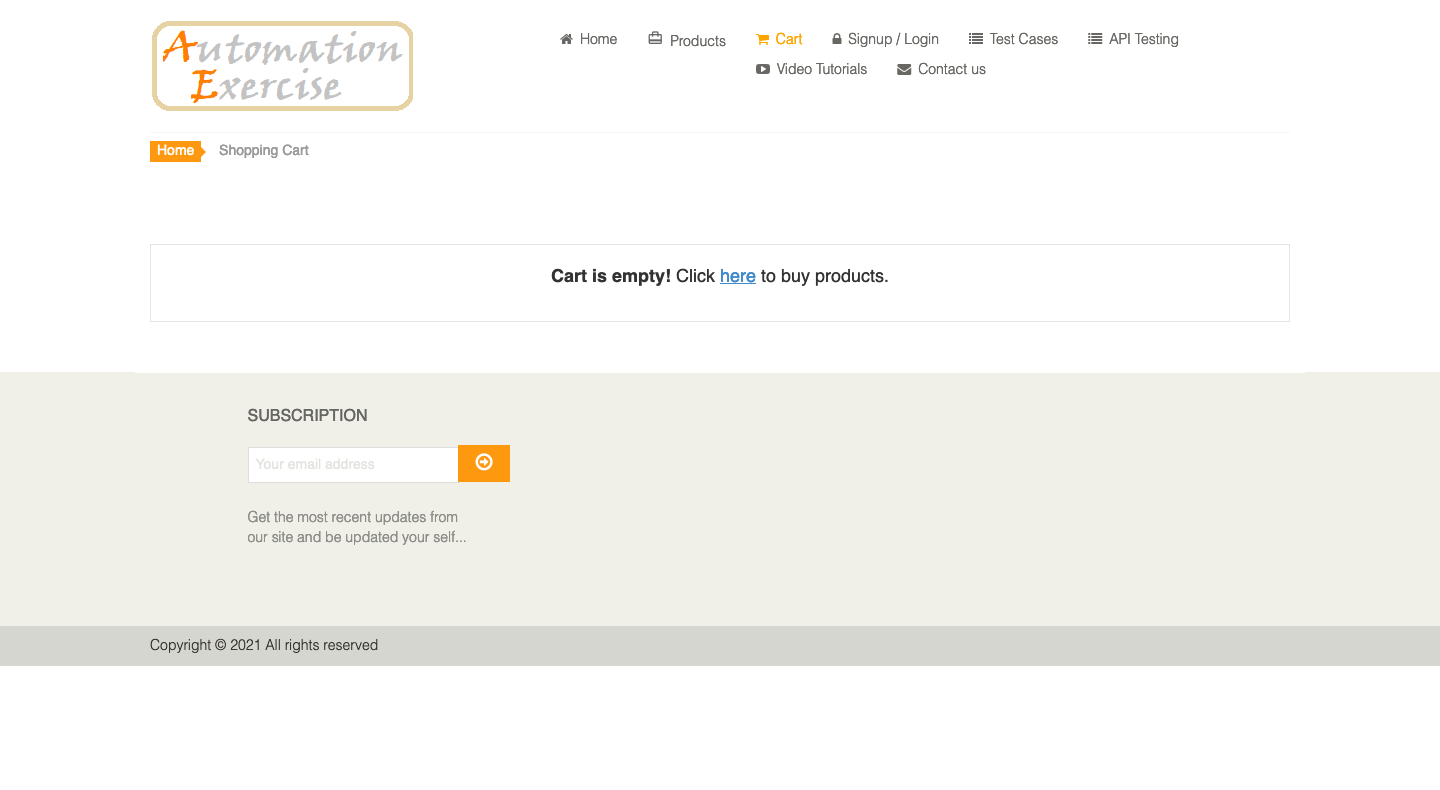 Automation
Exercise
Home
Products
Cart
Signup / Login
Test Cases
API Testing
Video Tutorials
Contact us
Home
Shopping Cart
Cart is empty! Click here to buy products.
SUBSCRIPTION
Your email address
Get the most recent updates from
our site and be updated your self...
Copyright © 2021 All rights reserved